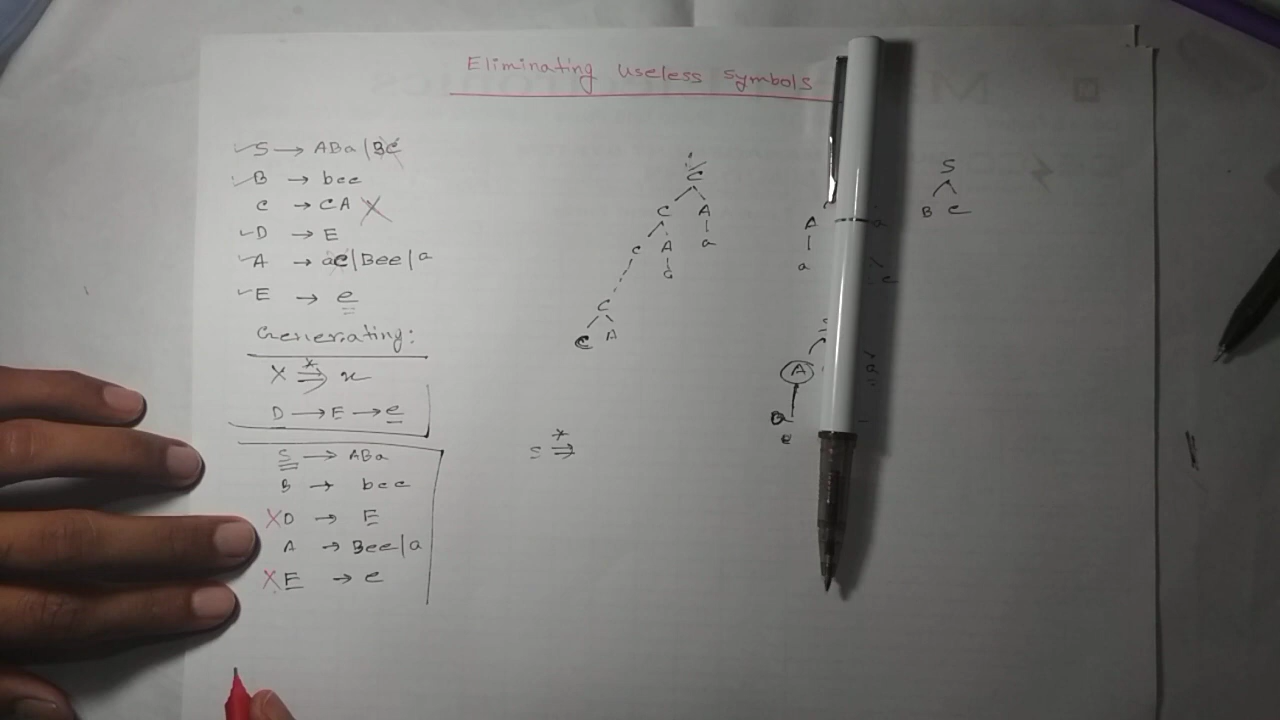 Eliminating useless symbols
S → ABa | BC
B → bcc
C → CA
D → E
A → aC | Bcc | a
E → e
Generating:
X *⇒ x
D → E → e
S → ABa
B → bcc
X D → E
A → Bcc | a
X E → e
C
C A
C A a
a
C
C A
S *⇒
A
a
A
a
S
B C